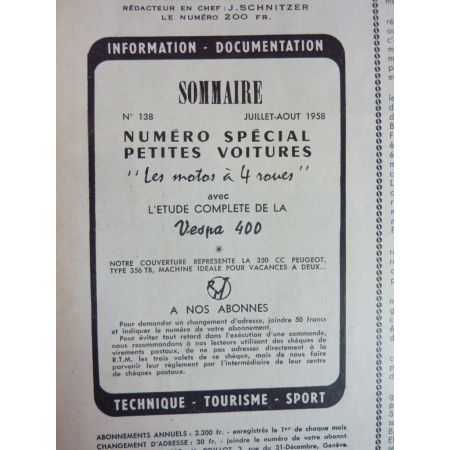 RÉDACTEUR EN CHEF : J. SCHNITZER
LE NUMÉRO 200 FR.
INFORMATION - DOCUMENTATION
SOMMAIRE
N° 138 JUILLET-AOUT 1958
NUMÉRO SPÉCIAL
PETITES VOITURES
"Les motos à 4 roues"
avec
L'ETUDE COMPLETE DE LA
Vespa 400
*
NOTRE COUVERTURE REPRESENTE LA 350 CC PEUGEOT,
TYPE 356 TB, MACHINE IDEALE POUR VACANCES A DEUX...
A NOS ABONNES
Pour demander un changement d'adresse, joindre 50 francs
et indiquer le numéro de votre abonnement.
Pour éviter tout retard dans l'exécution d'une commande,
nous recommandons à nos lecteurs utilisant des chèques de
virements postaux, de ne pas adresser directement à la
R.T.M. les trois volets de ce chèque, mais de nous faire
parvenir leur règlement par l'intermédiaire de leur centre
de chèques postaux.
TECHNIQUE - TOURISME - SPORT
ABONNEMENTS ANNUELS : 2.300 fr. - enregistrés le 1er de chaque mois
CHANGEMENT D'ADRESSE : 30 fr. - joindre le numéro de votre abonnt.
rue du 31-Décembre, Genève.